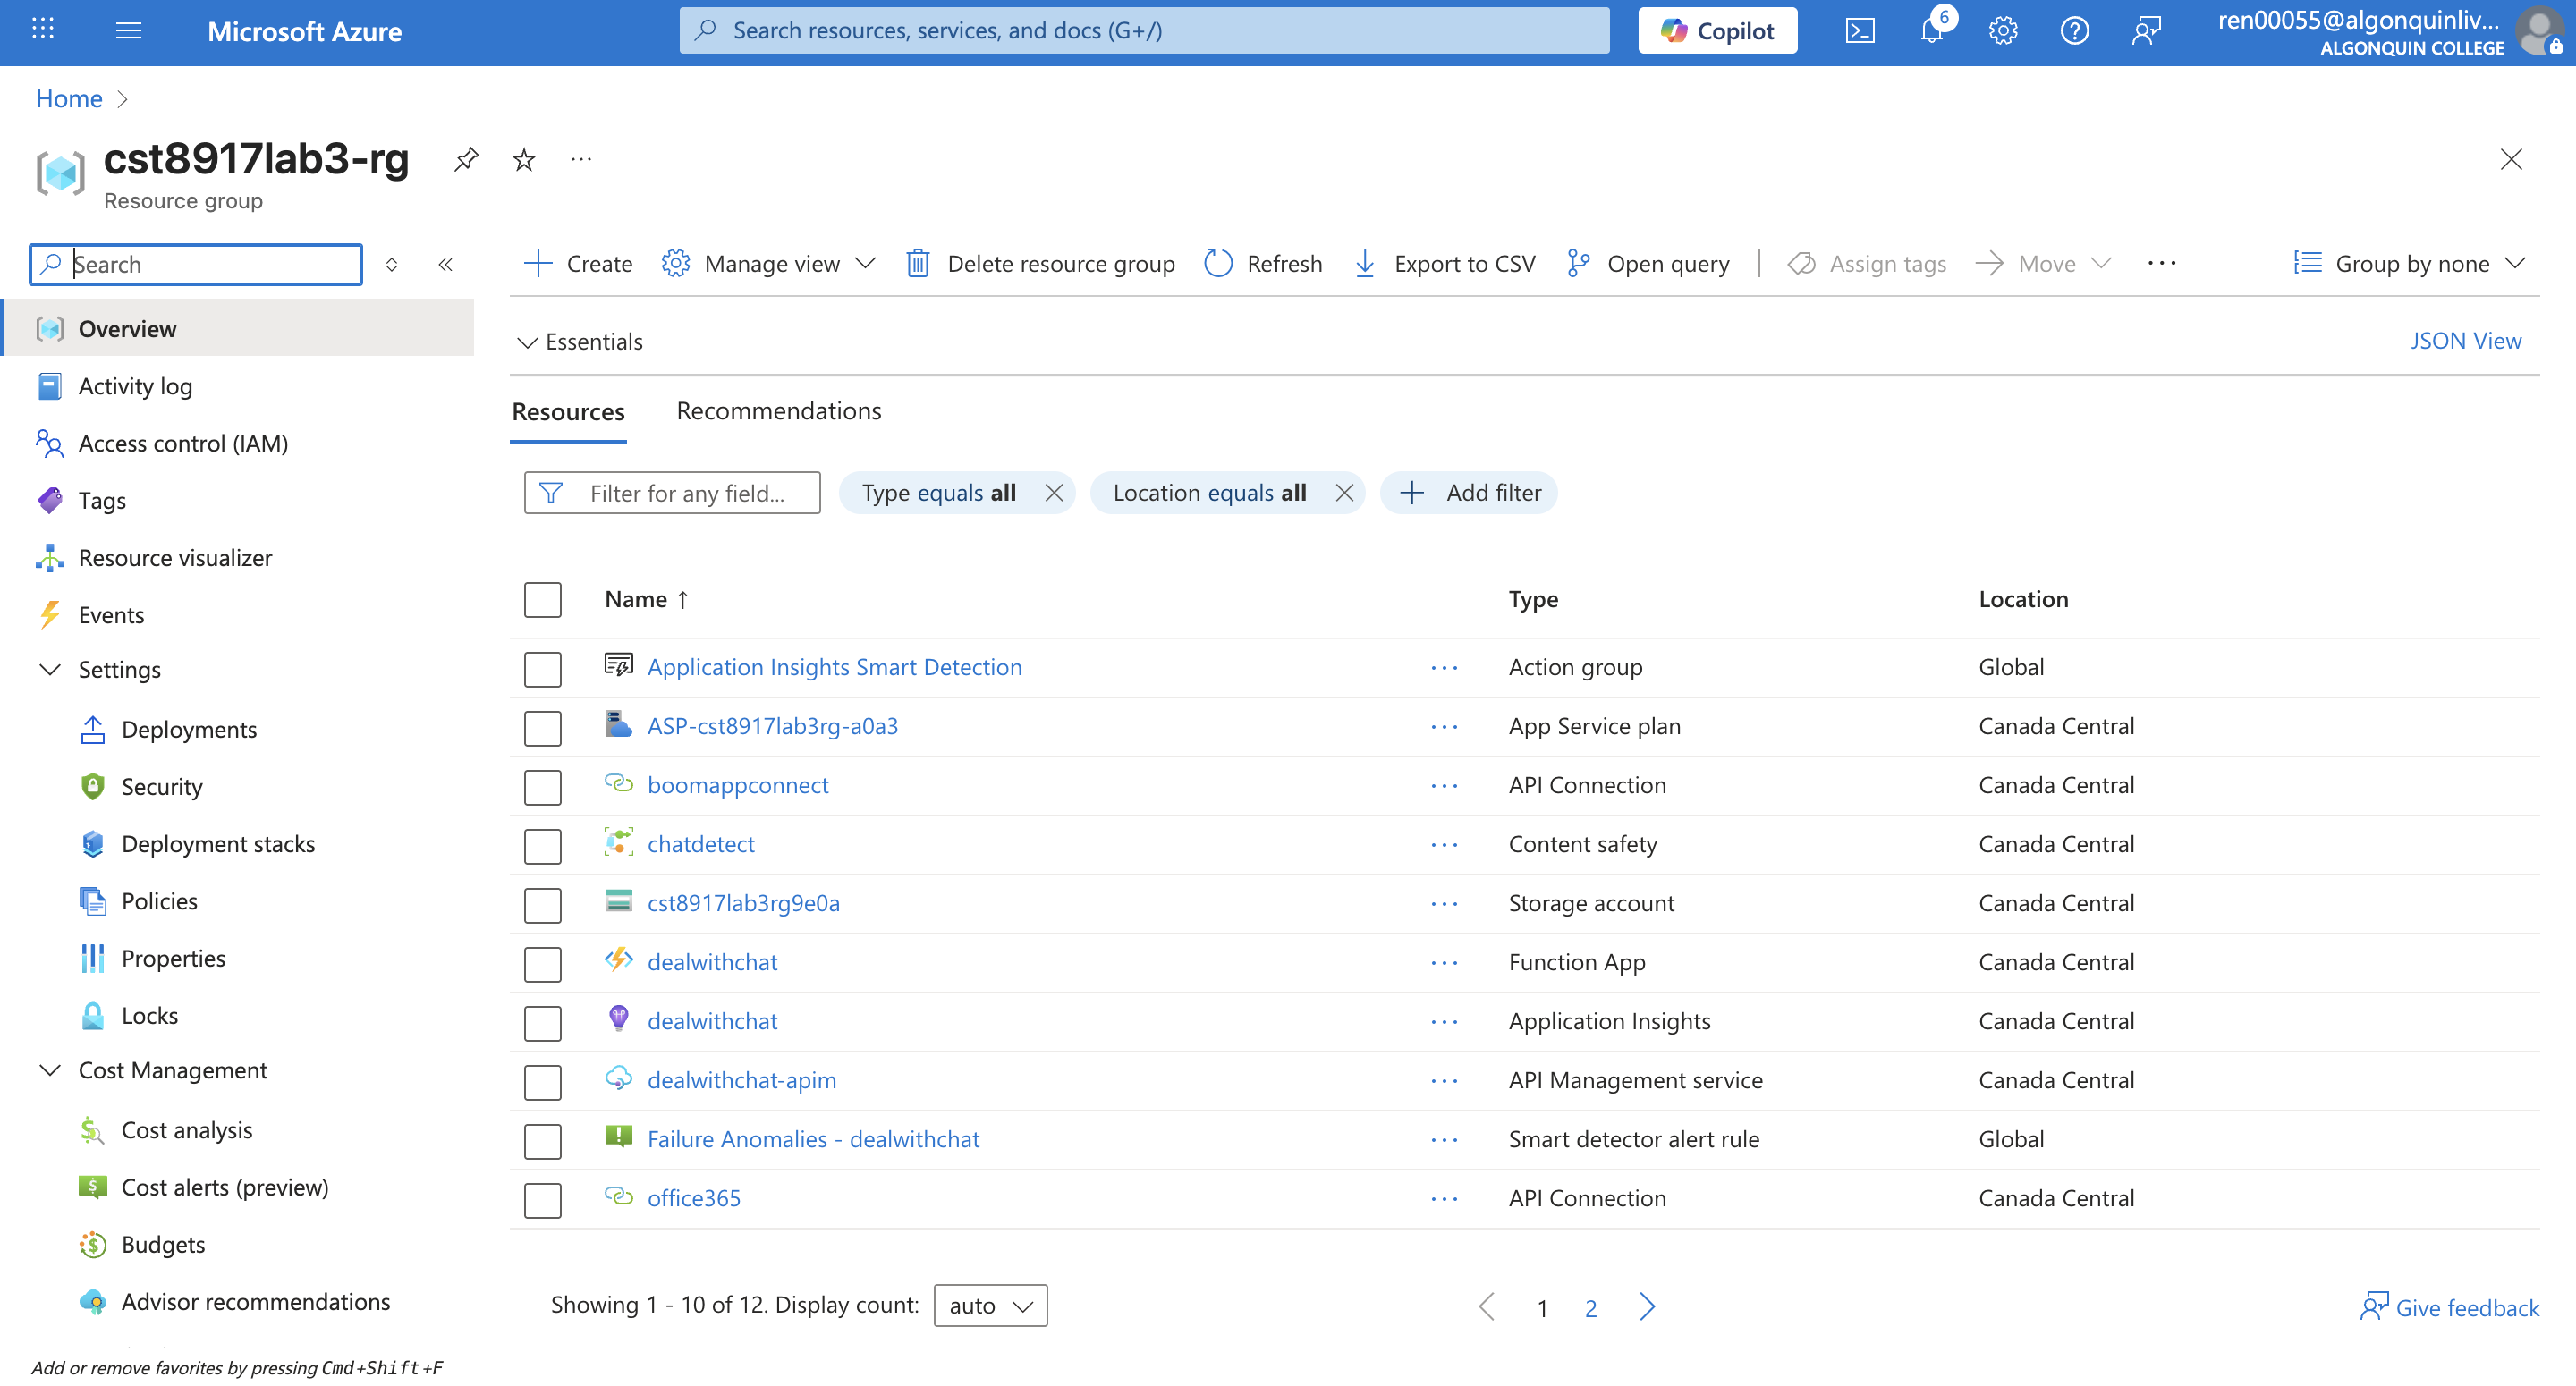 Microsoft Azure
Search resources, services, and docs (G+/)
Copilot
6
ren00055@algonquinliv...
ALGONQUIN COLLEGE
Home
cst8917lab3-rg
Resource group
Search
Create
Manage view
Delete resource group
Refresh
Export to CSV
Open query
Assign tags
Move
Group by none
Overview
Activity log
Access control (IAM)
Tags
Resource visualizer
Events
Settings
Deployments
Security
Deployment stacks
Policies
Properties
Locks
Cost Management
Cost analysis
Cost alerts (preview)
Budgets
Advisor recommendations
Add or remove favorites by pressing Cmd+Shift+F
Essentials
JSON View
Resources
Recommendations
Filter for any field...
Type equals all
Location equals all
Add filter
Name ↑ Type Location
Application Insights Smart Detection ... Action group Global
ASP-cst8917lab3rg-a0a3 ... App Service plan Canada Central
boomappconnect ... API Connection Canada Central
chatdetect ... Content safety Canada Central
cst8917lab3rg9e0a ... Storage account Canada Central
dealwithchat ... Function App Canada Central
dealwithchat ... Application Insights Canada Central
dealwithchat-apim ... API Management service Canada Central
Failure Anomalies - dealwithchat ... Smart detector alert rule Global
office365 ... API Connection Canada Central
Showing 1 - 10 of 12. Display count: auto
1 2
Give feedback